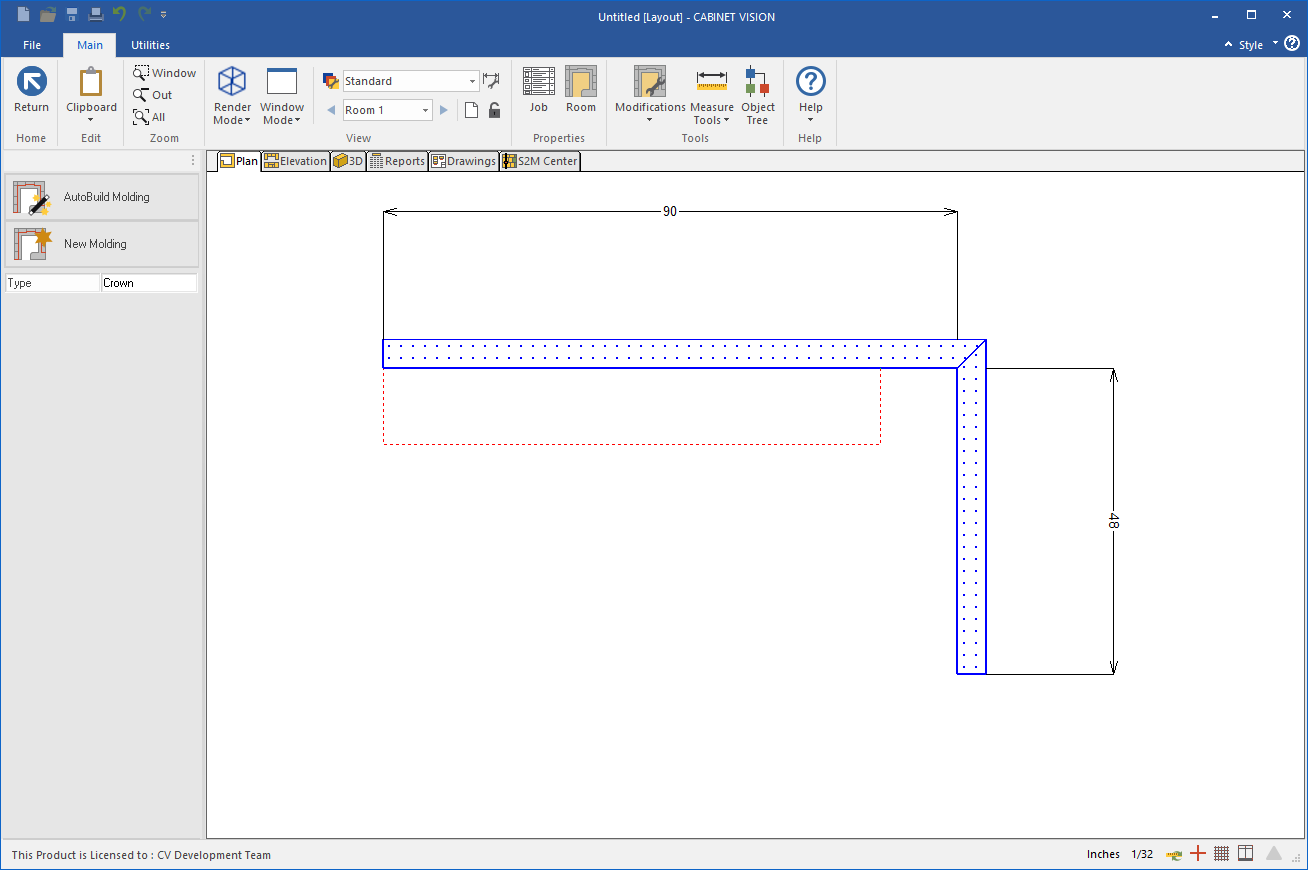 Untitled [Layout] - CABINET VISION
File Main Utilities Style
Return Clipboard Window Out All
Render Mode Window Mode Standard Room 1
Job Room Modifications Measure Tools Object Tree Help
Home Edit Zoom View Properties Tools Help
Plan Elevation 3D Reports Drawings S2M Center
AutoBuild Molding
New Molding
Type Crown
90
48
This Product is Licensed to : CV Development Team Inches 1/32